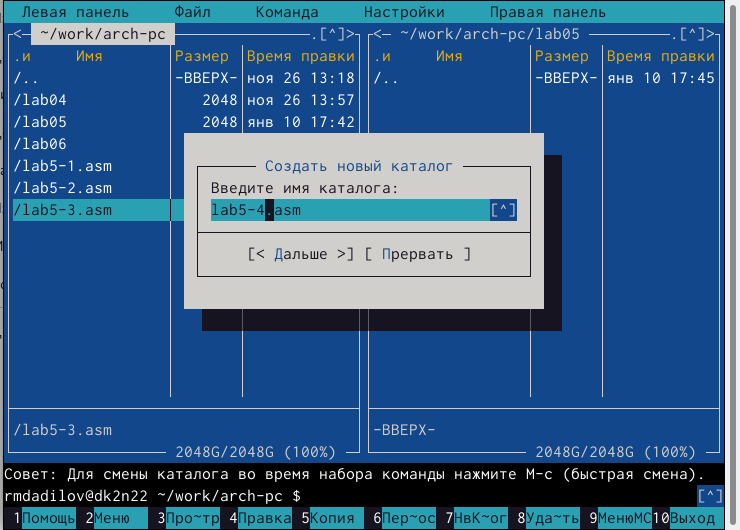 Левая панель Файл Команда Настройки Правая панель
<─ ~/work/arch-pc .[^]> <─ ~/work/arch-pc/lab05 .[^]>
.и Имя Размер Время правки .и Имя Размер Время правки
/.. -ВВЕРХ- ноя 26 13:18 /.. -ВВЕРХ- янв 10 17:45
/lab04 2048 ноя 26 13:57
/lab05 2048 янв 10 17:42
/lab06
/lab5-1.asm
/lab5-2.asm
/lab5-3.asm
Создать новый каталог
Введите имя каталога:
lab5-4.asm [^]
[< Дальше >] [ Прервать ]
/lab5-3.asm -ВВЕРХ-
2048G/2048G (100%) 2048G/2048G (100%)
Совет: Для смены каталога во время набора команды нажмите M-c (быстрая смена).
rmdadilov@dk2n22 ~/work/arch-pc $ [^]
1Помощь 2Меню 3Про~тр 4Правка 5Копия 6Пер~ос 7НвК~ог 8Уда~ть 9МенюMC 10Выход